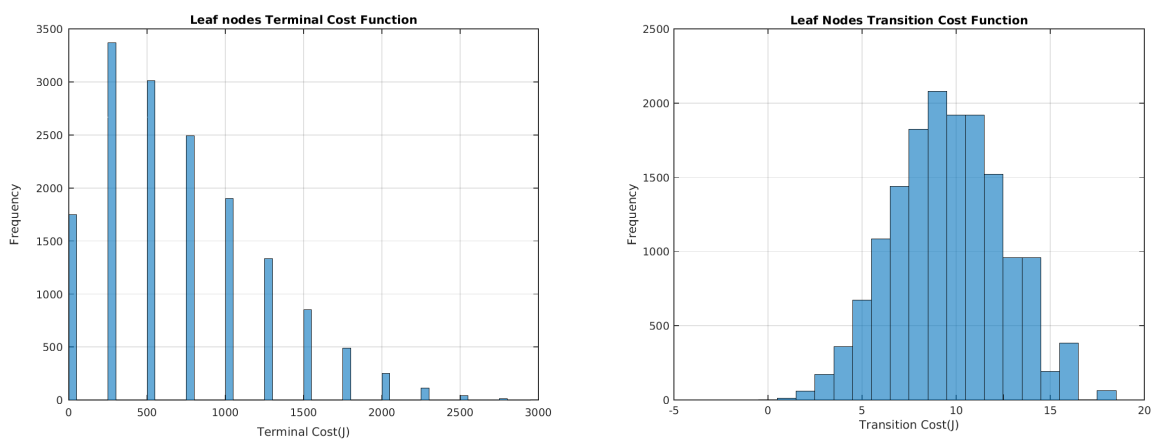 Leaf nodes Terminal Cost Function
3500
3000
2500
2000
1500
1000
500
0
Frequency
0 500 1000 1500 2000 2500 3000
Terminal Cost(J)
Leaf Nodes Transition Cost Function
2500
2000
1500
1000
500
0
Frequency
-5 0 5 10 15 20
Transition Cost(J)